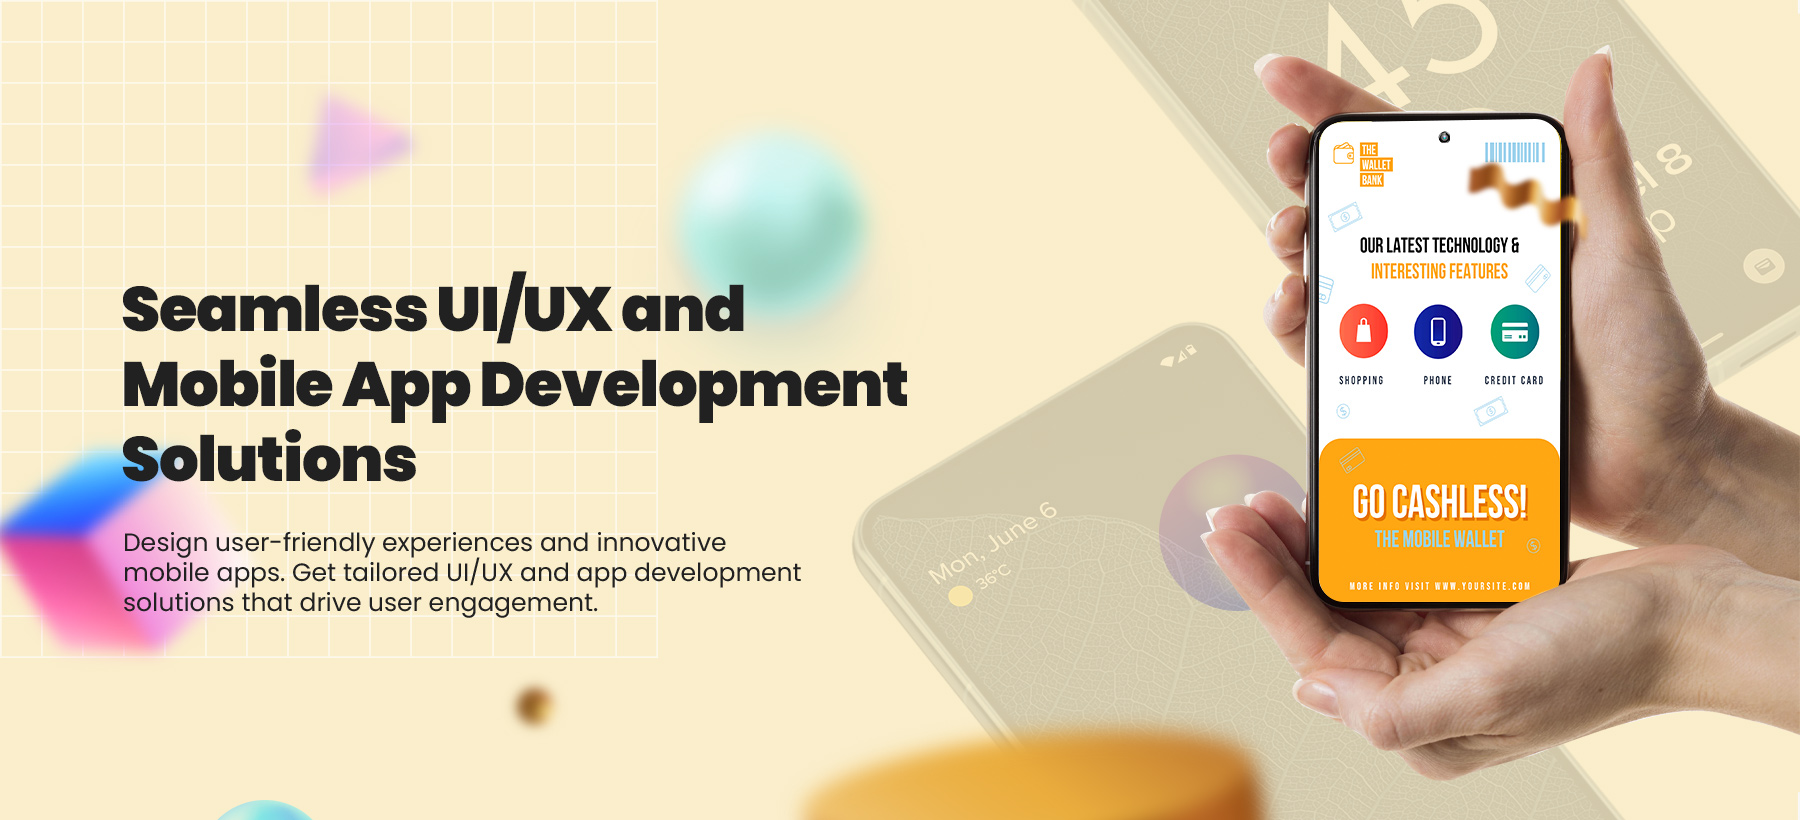 Seamless UI/UX and
Mobile App Development
Solutions
Design user-friendly experiences and innovative
mobile apps. Get tailored UI/UX and app development
solutions that drive user engagement.
45
8
Mon, June 6
36°C
THE
WALLET
BANK
OUR LATEST TECHNOLOGY &
INTERESTING FEATURES
SHOPPING
PHONE
CREDIT CARD
GO CASHLESS!
THE MOBILE WALLET
MORE INFO VISIT WWW.YOURSITE.COM